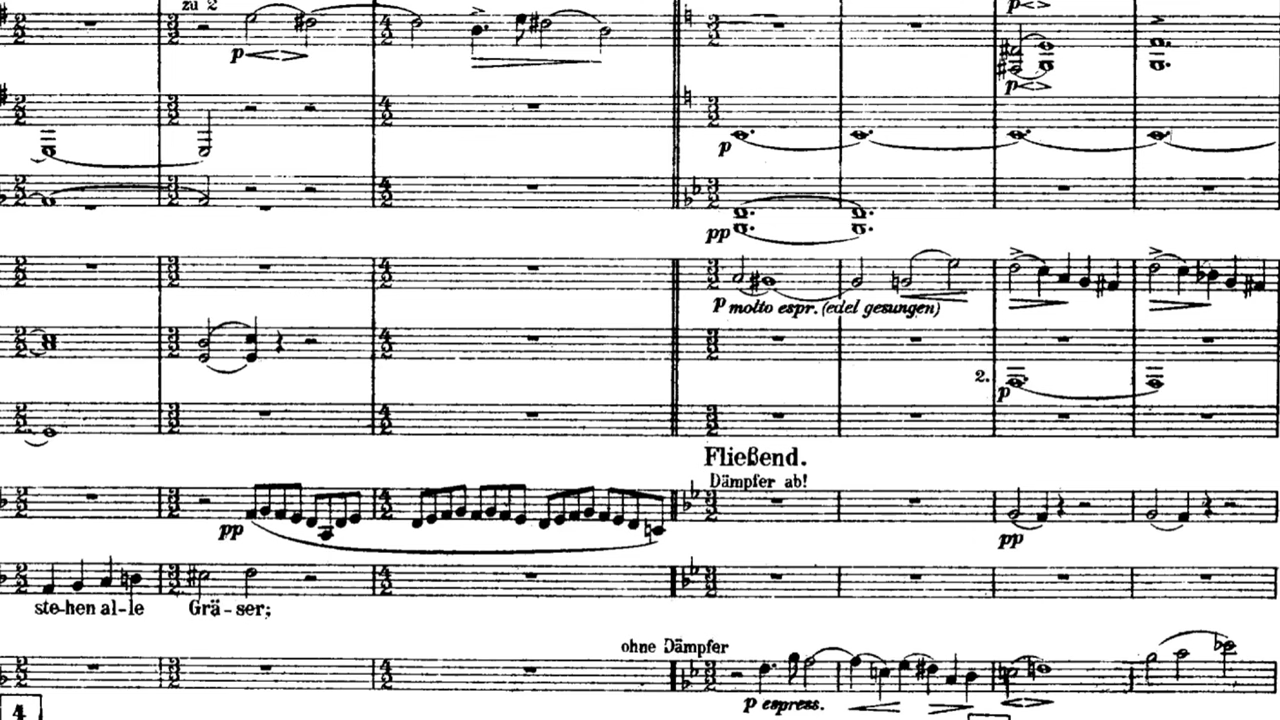 zu 2
p
p
p
p
pp
p molto espr. (edel gesungen)
2.
p
Fließend.
Dämpfer ab!
pp
pp
ste-hen al-le Grä-ser;
ohne Dämpfer
p espress.
4